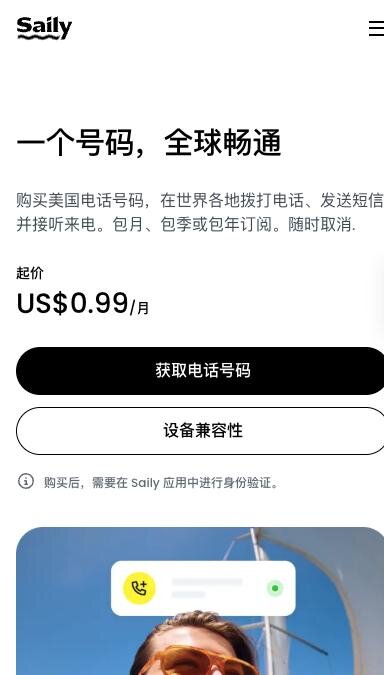 Saily
一个号码，全球畅通
购买美国电话号码，在世界各地拨打电话、发送短信
并接听来电。包月、包季或包年订阅。随时取消.
起价
US$0.99/月
获取电话号码
设备兼容性
购买后，需要在 Saily 应用中进行身份验证。